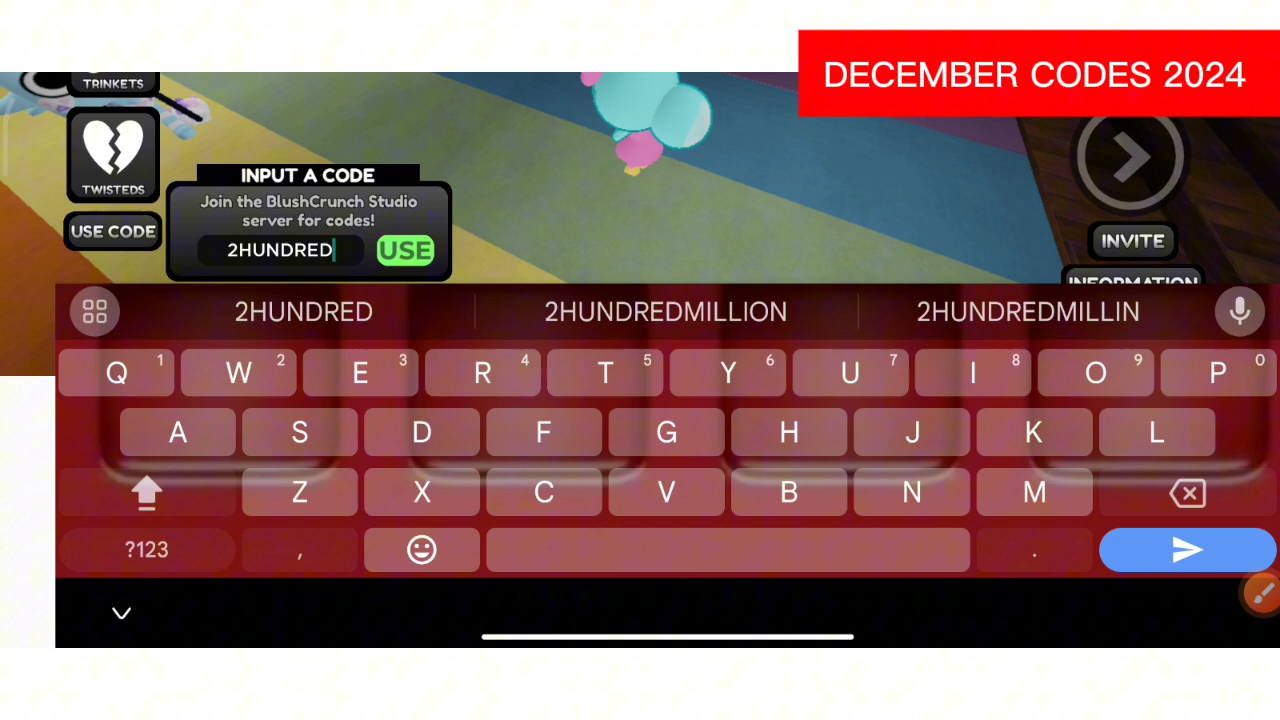 DECEMBER CODES 2024
TRINKETS
TWISTEDS
USE CODE
INPUT A CODE
Join the BlushCrunch Studio
server for codes!
2HUNDRED
USE
INVITE
INFORMATION
2HUNDRED 2HUNDREDMILLION 2HUNDREDMILLIN
Q 1 W 2 E 3 R 4 T 5 Y 6 U 7 I 8 O 9 P 0
A S D F G H J K L
Z X C V B N M
?123 , .